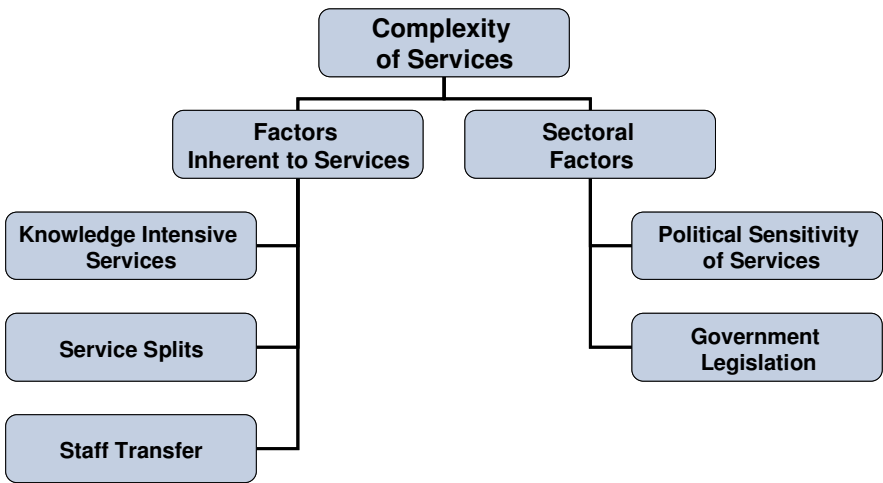 Complexity
of Services
Factors
Inherent to Services
Sectoral
Factors
Knowledge Intensive
Services
Political Sensitivity
of Services
Service Splits
Government
Legislation
Staff Transfer